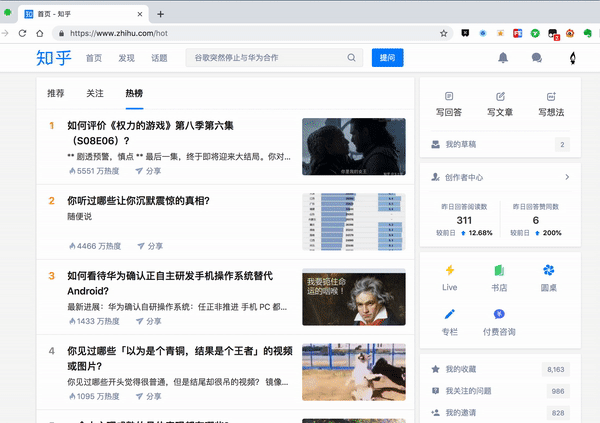 首页 - 知乎
https://www.zhihu.com/hot
知乎 首页 发现 话题 谷歌突然停止与华为合作 提问
推荐 关注 热榜
1 如何评价《权力的游戏》第八季第六集
（S08E06）？
** 剧透预警，慎点 ** 最后一集，终于即将迎来大结局。你对...
5551 万热度 分享
2 你听过哪些让你沉默震惊的真相?
随便说
4466 万热度 分享
3 如何看待华为确认正自主研发手机操作系统替代
Android?
最新进展：华为确认自研操作系统：任正非推进 手机 PC 都...
1433 万热度 分享
我要扼住命
运的咽喉！
4 你见过哪些「以为是个青铜，结果是个王者」的视频
或图片?
你见过哪些开头觉得很普通，但是结尾却很吊的视频？ 镜像...
1095 万热度 分享
写回答 写文章 写想法
我的草稿 2
创作者中心
昨日回答阅读数 昨日回答赞同数
311 6
较前日 12.68% 较前日 200%
Live 书店 圆桌
专栏 付费咨询
我的收藏 8,163
我关注的问题 986
我的邀请 828